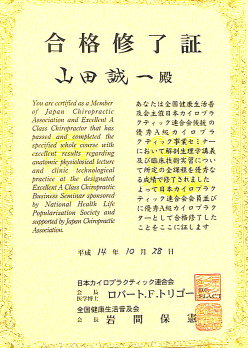 合格修了証
山田誠一 殿
You are certified as a Member
of Japan Chiropractic
Association and Excellent A
Class Chiropractor that has
passed and completed the
specified whole course with
excellent results regarding
anatomic physiological lecture
and clinic technological
practice at the designated
Excellent A Class Chiropractic
Business Seminar sponsored
by National Health Life
Popularization Society and
supported by Japan Chiropractic
Association.
あなたは全国健康生活普
及会主催日本カイロプラ
クティック連合会後援の
優秀A級カイロプラク
ティック事業セミナー
において解剖生理学講義
及び臨床技術実習につい
て所定の全課程を優秀な
る成績で修了されました
よって日本カイロプラク
ティック連合会会員並び
に優秀A級カイロプラク
ターとして合格修了した
ことをここに証します
平成 14 年 10 月 28 日
日本カイロプラクティック連合会
会長 医学博士 ロバート.F.トリゴー
全国健康生活普及会
会長 岩間保憲